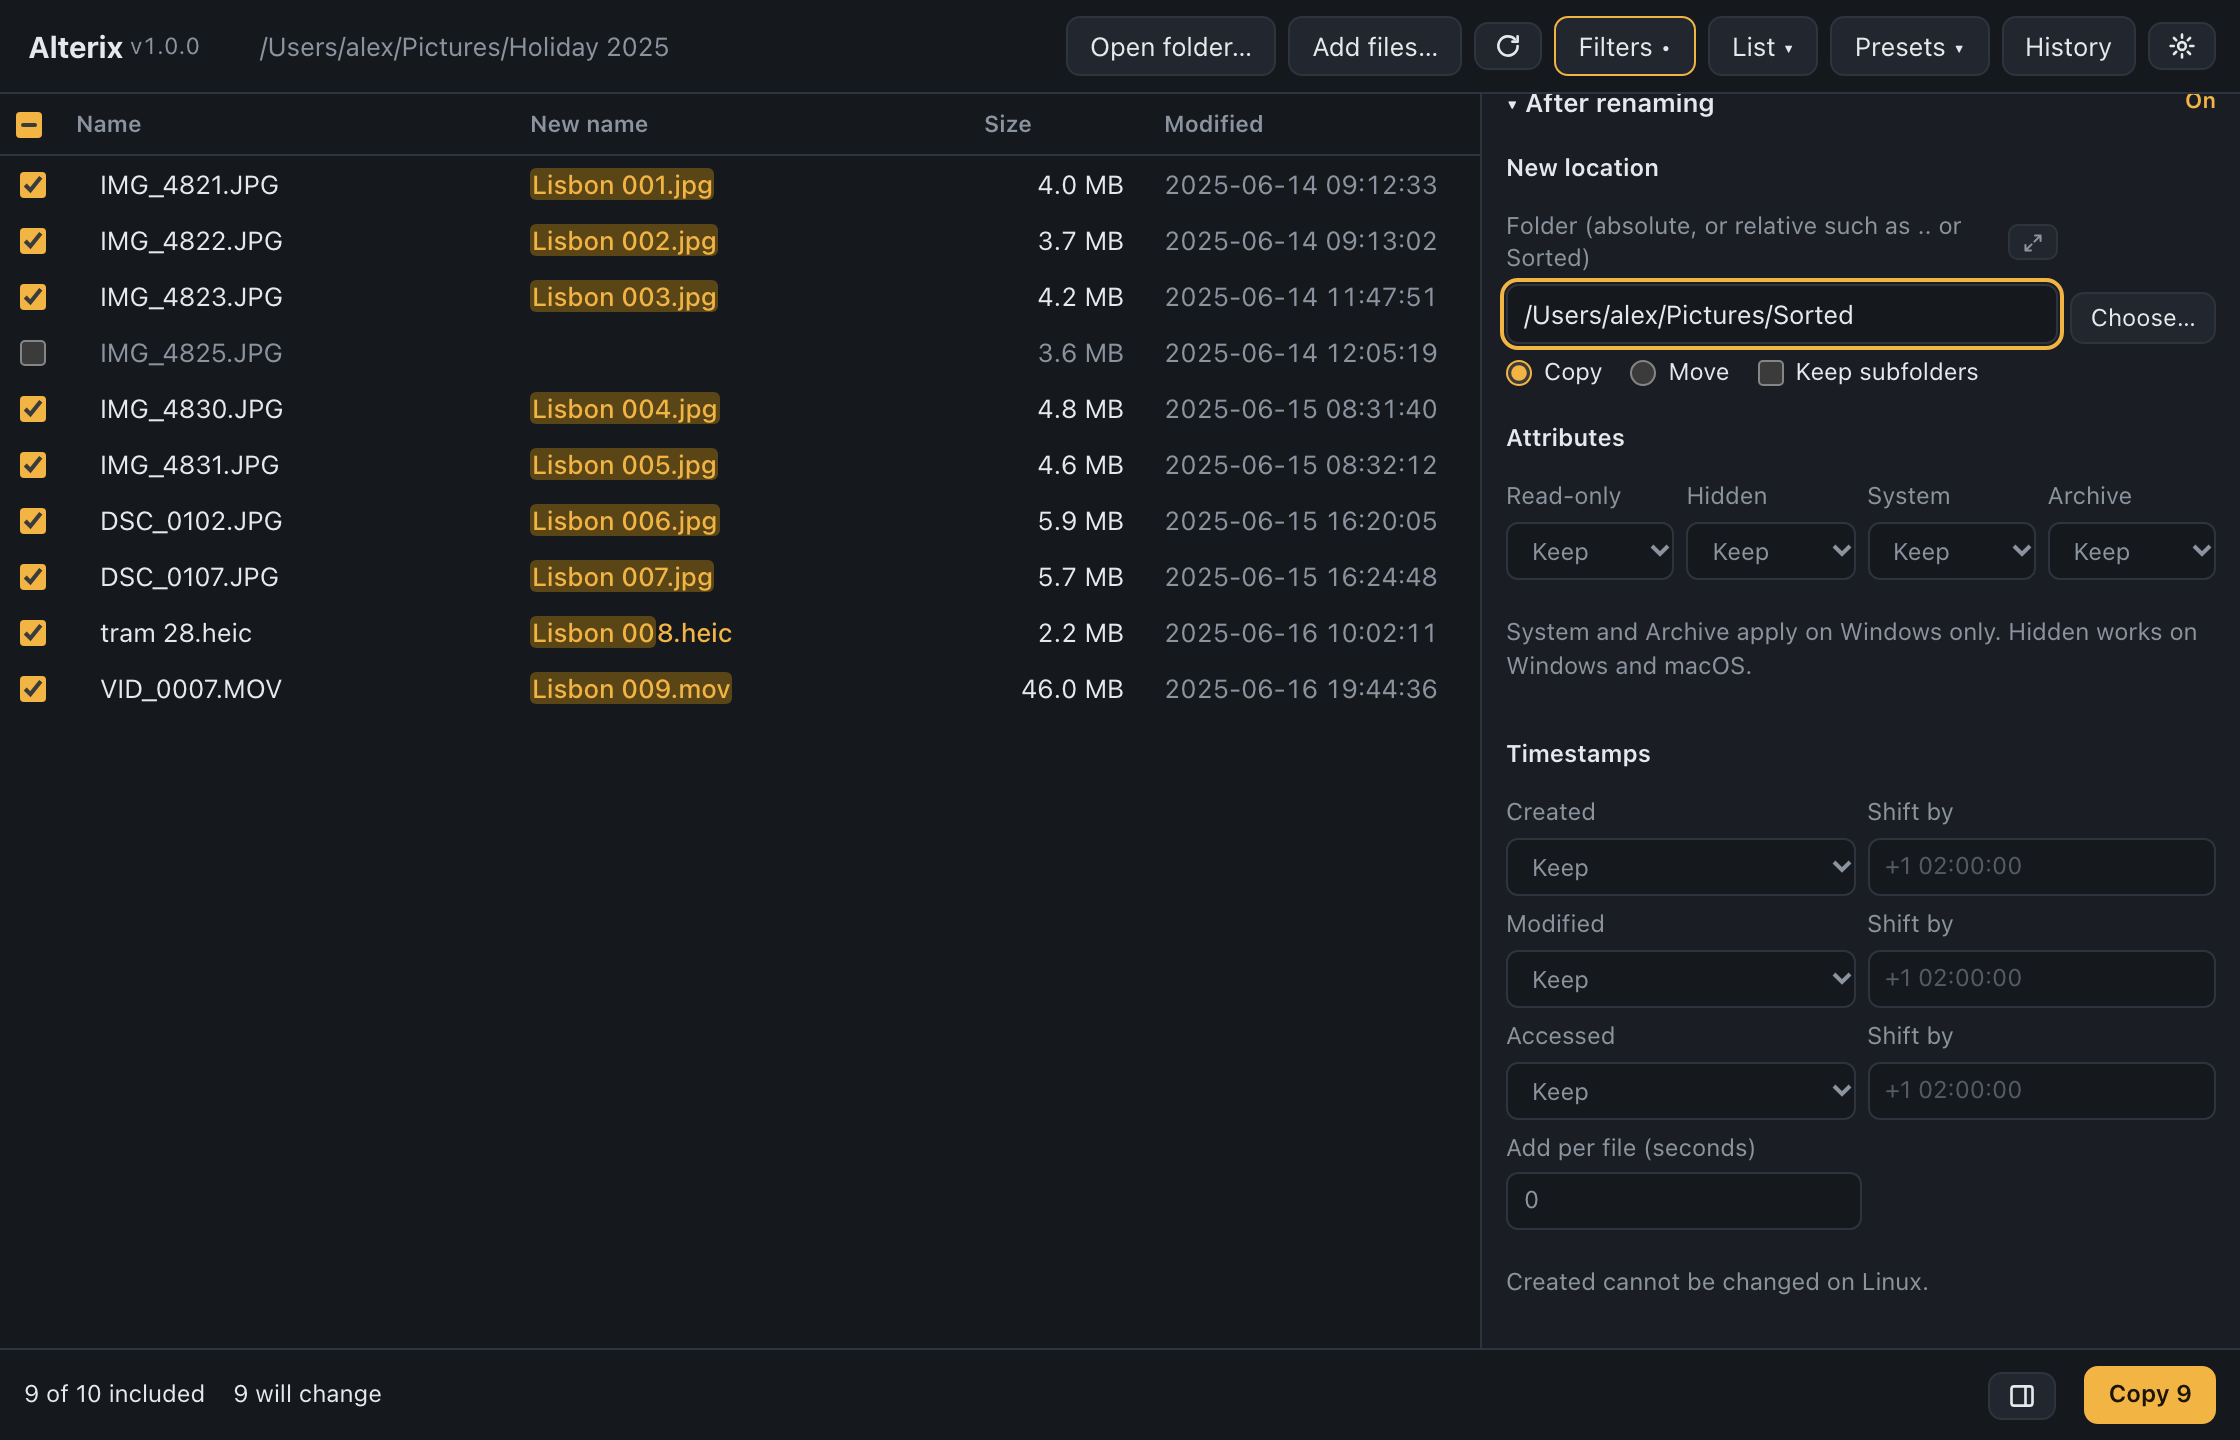 Alterix v1.0.0 /Users/alex/Pictures/Holiday 2025 Open folder... Add files... Filters • List ▾ Presets ▾ History
Name New name Size Modified
IMG_4821.JPG Lisbon 001.jpg 4.0 MB 2025-06-14 09:12:33
IMG_4822.JPG Lisbon 002.jpg 3.7 MB 2025-06-14 09:13:02
IMG_4823.JPG Lisbon 003.jpg 4.2 MB 2025-06-14 11:47:51
IMG_4825.JPG 3.6 MB 2025-06-14 12:05:19
IMG_4830.JPG Lisbon 004.jpg 4.8 MB 2025-06-15 08:31:40
IMG_4831.JPG Lisbon 005.jpg 4.6 MB 2025-06-15 08:32:12
DSC_0102.JPG Lisbon 006.jpg 5.9 MB 2025-06-15 16:20:05
DSC_0107.JPG Lisbon 007.jpg 5.7 MB 2025-06-15 16:24:48
tram 28.heic Lisbon 008.heic 2.2 MB 2025-06-16 10:02:11
VID_0007.MOV Lisbon 009.mov 46.0 MB 2025-06-16 19:44:36
▾ After renaming On
New location
Folder (absolute, or relative such as .. or
Sorted)
/Users/alex/Pictures/Sorted Choose...
Copy Move Keep subfolders
Attributes
Read-only Hidden System Archive
Keep Keep Keep Keep
System and Archive apply on Windows only. Hidden works on
Windows and macOS.
Timestamps
Created Shift by
Keep +1 02:00:00
Modified Shift by
Keep +1 02:00:00
Accessed Shift by
Keep +1 02:00:00
Add per file (seconds)
0
Created cannot be changed on Linux.
9 of 10 included 9 will change Copy 9